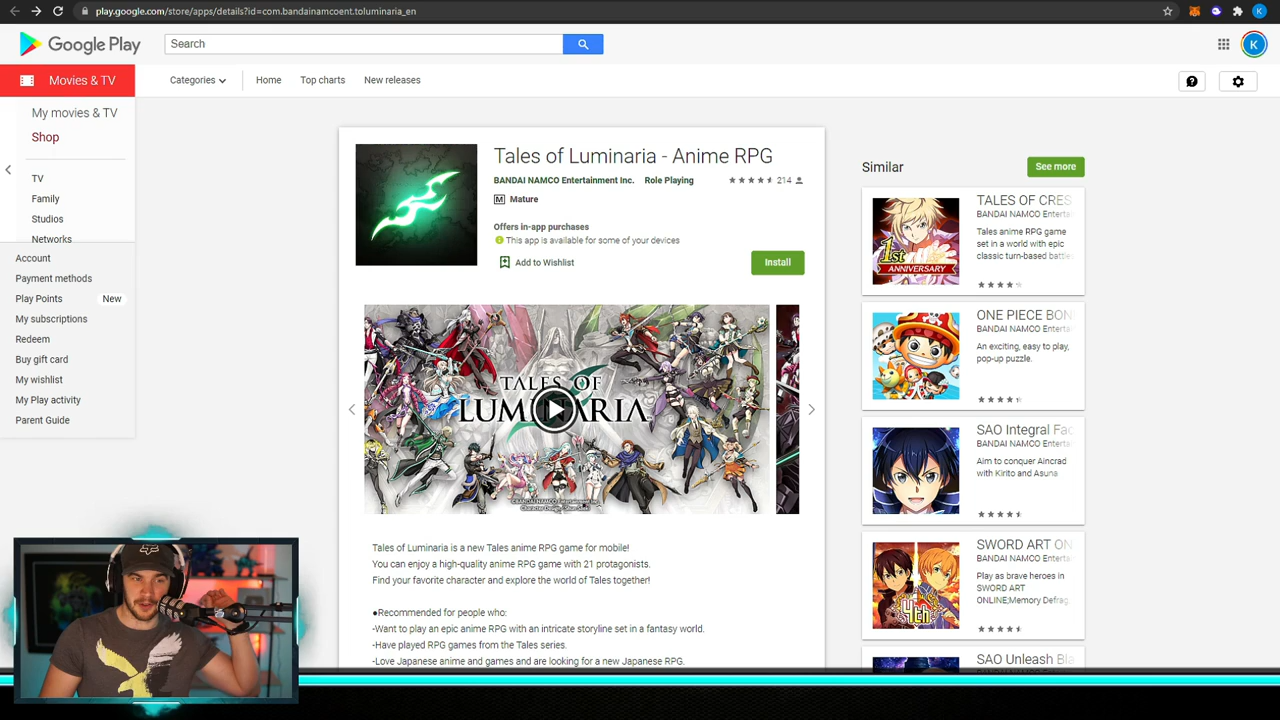 play.google.com/store/apps/details?id=com.bandainamcoent.toluminaria_en
K
Google Play
Search
K
Movies & TV
Categories
Home
Top charts
New releases
My movies & TV
Shop
TV
Family
Studios
Networks
Account
Payment methods
Play Points New
My subscriptions
Redeem
Buy gift card
My wishlist
My Play activity
Parent Guide
Tales of Luminaria - Anime RPG
BANDAI NAMCO Entertainment Inc. Role Playing
214
M Mature
Offers in-app purchases
This app is available for some of your devices
Add to Wishlist
Install
TALES OF
LUMINARIA
Tales of Luminaria is a new Tales anime RPG game for mobile!
You can enjoy a high-quality anime RPG game with 21 protagonists.
Find your favorite character and explore the world of Tales together!
●Recommended for people who:
-Want to play an epic anime RPG with an intricate storyline set in a fantasy world.
-Have played RPG games from the Tales series.
-Love Japanese anime and games and are looking for a new Japanese RPG.
Similar
See more
1st
ANNIVERSARY
TALES OF CRES
BANDAI NAMCO Enterta
Tales anime RPG game
set in a world with epic
classic turn-based battle
ONE PIECE BON
BANDAI NAMCO Enterta
An exciting, easy to play,
pop-up puzzle.
SAO Integral Fac
BANDAI NAMCO Enterta
Aim to conquer Aincrad
with Kirito and Asuna
4th
SWORD ART ON
BANDAI NAMCO Enterta
Play as brave heroes in
SWORD ART
ONLINE;Memory Defrag.
SAO Unleash Bla
BANDAI NAMCO Enterta